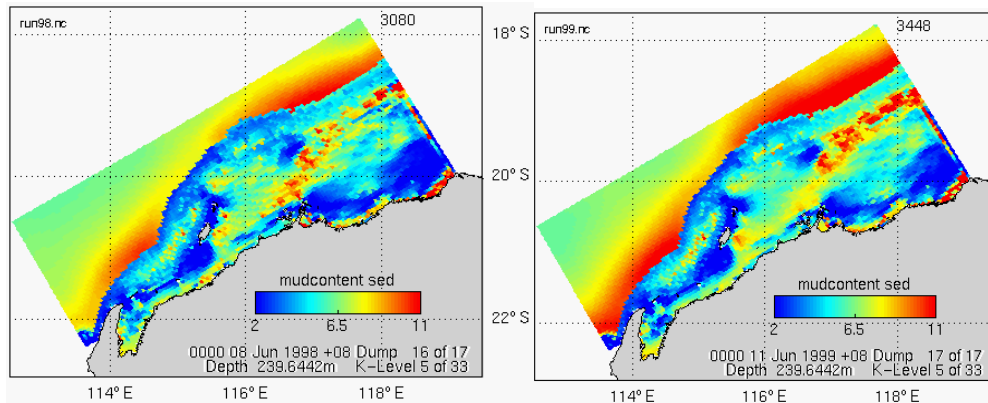 run98.nc
3080
18° S
20° S
22° S
mudcontent sed
2 6.5 11
0000 08 Jun 1998 +08 Dump 16 of 17
Depth 239.6442m K-Level 5 of 33
114° E 116° E 118° E
run99.nc
3448
mudcontent sed
2 6.5 11
0000 11 Jun 1999 +08 Dump 17 of 17
Depth 239.6442m K-Level 5 of 33
114° E 116° E 118° E